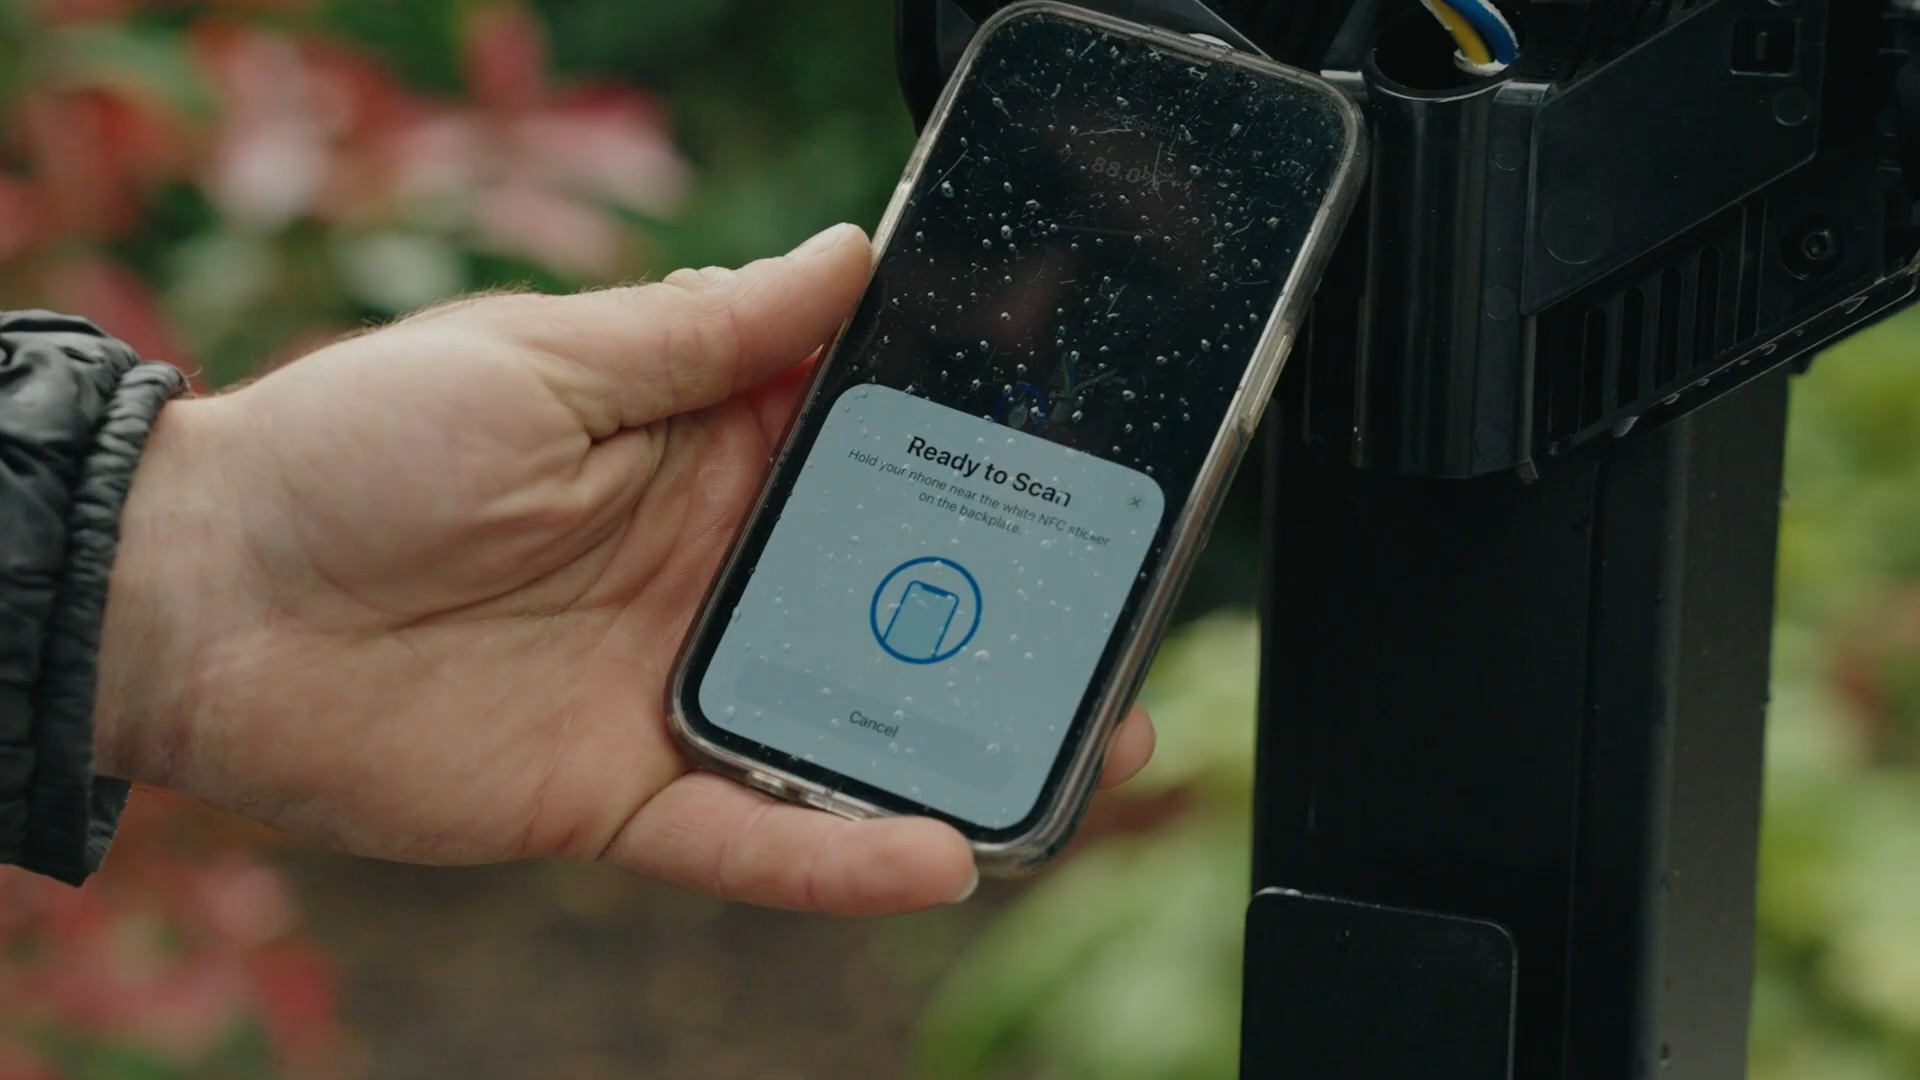 Ready to Scan
Hold your phone near the white NFC sticker
on the backplate.
Cancel